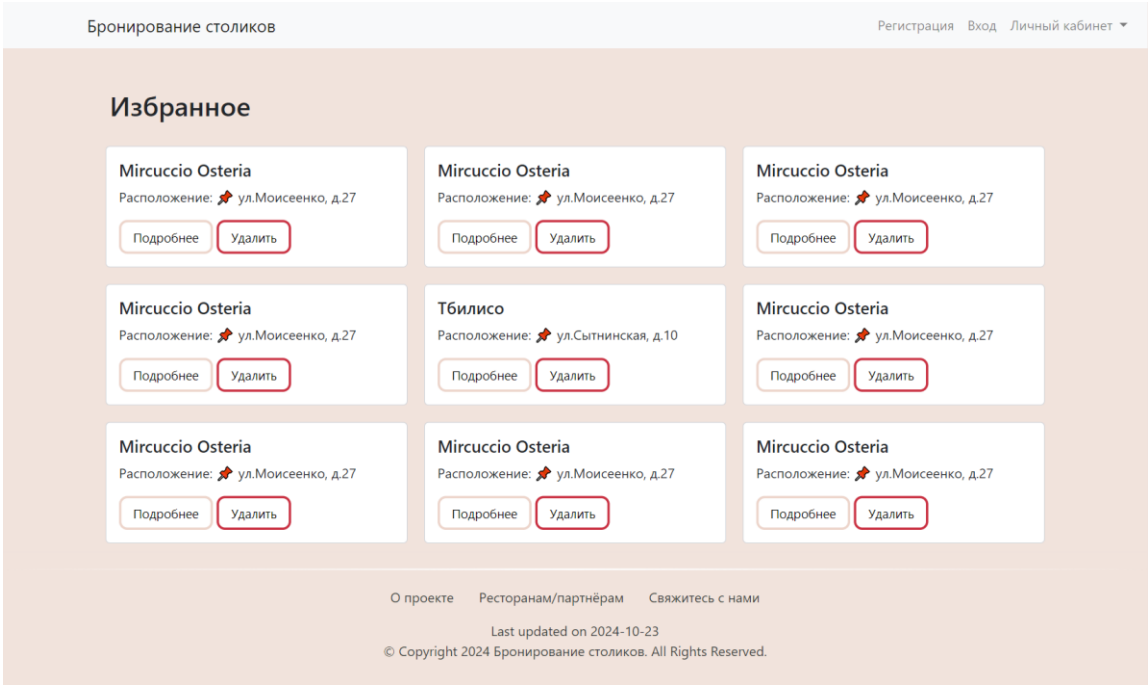 Бронирование столиков Регистрация Вход Личный кабинет
Избранное
Mircuccio Osteria
Расположение: 📌 ул.Моисеенко, д.27
Подробнее Удалить
Mircuccio Osteria
Расположение: 📌 ул.Моисеенко, д.27
Подробнее Удалить
Mircuccio Osteria
Расположение: 📌 ул.Моисеенко, д.27
Подробнее Удалить
Mircuccio Osteria
Расположение: 📌 ул.Моисеенко, д.27
Подробнее Удалить
Тбилисо
Расположение: 📌 ул.Сытнинская, д.10
Подробнее Удалить
Mircuccio Osteria
Расположение: 📌 ул.Моисеенко, д.27
Подробнее Удалить
Mircuccio Osteria
Расположение: 📌 ул.Моисеенко, д.27
Подробнее Удалить
Mircuccio Osteria
Расположение: 📌 ул.Моисеенко, д.27
Подробнее Удалить
Mircuccio Osteria
Расположение: 📌 ул.Моисеенко, д.27
Подробнее Удалить
О проекте Ресторанам/партнёрам Свяжитесь с нами
Last updated on 2024-10-23
© Copyright 2024 Бронирование столиков. All Rights Reserved.